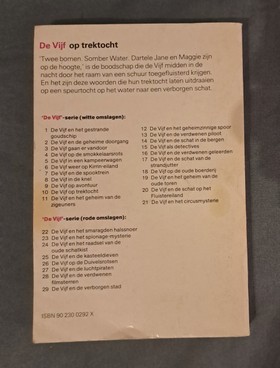 De Vijf op trektocht
'Twee bomen. Somber Water. Dartele Jane en Maggie zijn
op de hoogte,' is de boodschap die de Vijf midden in de
nacht door het raam van een schuur toegefluisterd krijgen.
En het zijn deze woorden die hun trektocht laten uitdraaien
op een speurtocht op het water naar een verborgen schat.
'De Vijf'-serie (witte omslagen):
1 De Vijf en het gestrande
goudschip
2 De Vijf en de geheime doorgang
3 De Vijf gaan er vandoor
4 De Vijf op de smokkelaarsrots
5 De Vijf in een kampeerwagen
6 De Vijf weer op Kirrin-eiland
7 De Vijf en de spooktrein
8 De Vijf in de knel
9 De Vijf op avontuur
10 De Vijf op trektocht
11 De Vijf en het geheim van de
zigeuners
12 De Vijf en het geheimzinnige spoor
13 De Vijf en de verdwenen piloot
14 De Vijf en de schat in de bergen
15 De Vijf als detectives
16 De Vijf en de verdwenen geleerden
17 De Vijf en de schat van de
strandjutter
18 De Vijf op de oude boerderij
19 De Vijf en het geheim van de
oude toren
20 De Vijf en de schat op het
Fluistereiland
21 De Vijf en het circusmysterie
'De Vijf'-serie (rode omslagen):
22 De Vijf en het smaragden halssnoer
23 De Vijf en het spionage-mysterie
24 De Vijf en het raadsel van de
oude schatkist
25 De Vijf en de kasteeldieven
26 De Vijf op de Duivelsrotsen
27 De Vijf en de luchtpiraten
28 De Vijf en de verdwenen
filmsterren
29 De Vijf en de verborgen stad
ISBN 90 230 0292 X